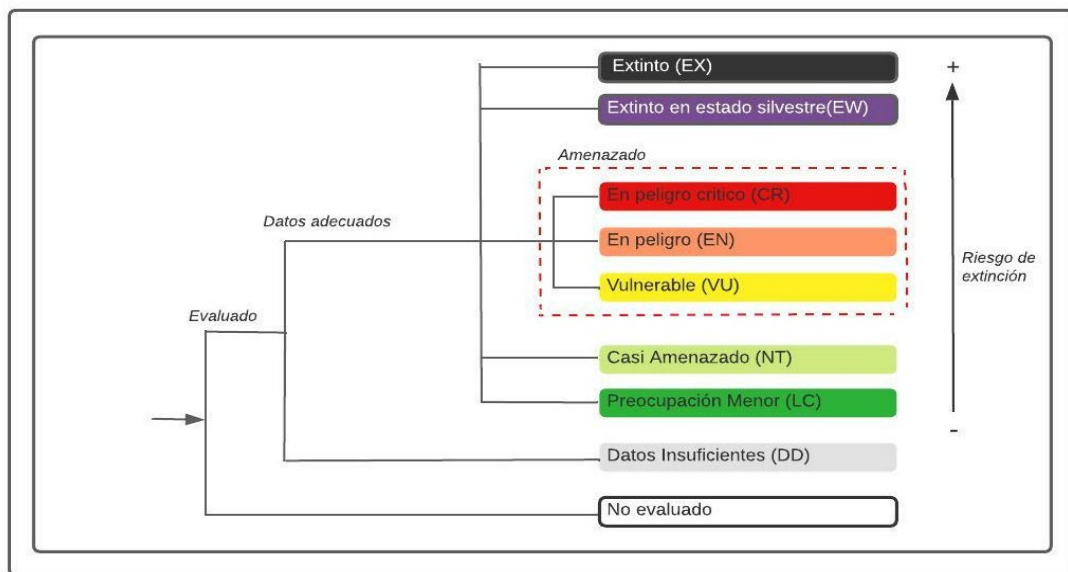 Extinto (EX)
+
Extinto en estado silvestre(EW)
Amenazado
En peligro critico (CR)
Datos adecuados
En peligro (EN)
Riesgo de
extinción
Vulnerable (VU)
Evaluado
Casi Amenazado (NT)
Preocupación Menor (LC)
-
Datos Insuficientes (DD)
No evaluado